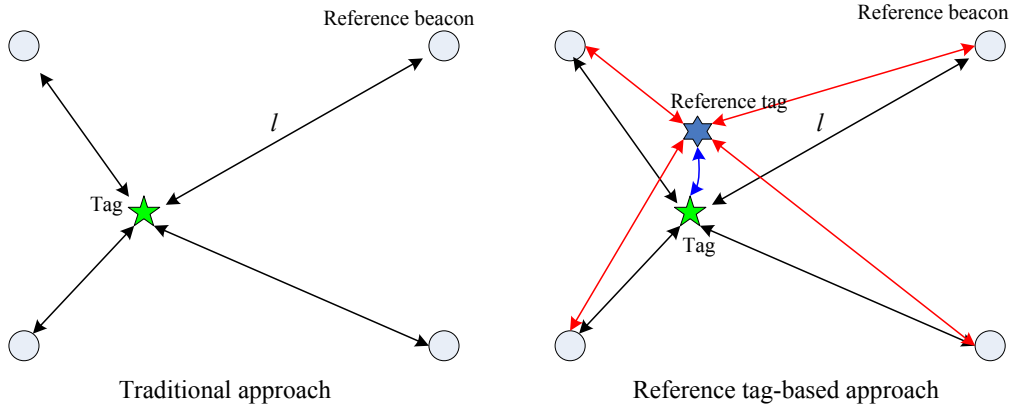 Reference beacon
l
Tag
Traditional approach
Reference beacon
Reference tag
l
Tag
Reference tag-based approach